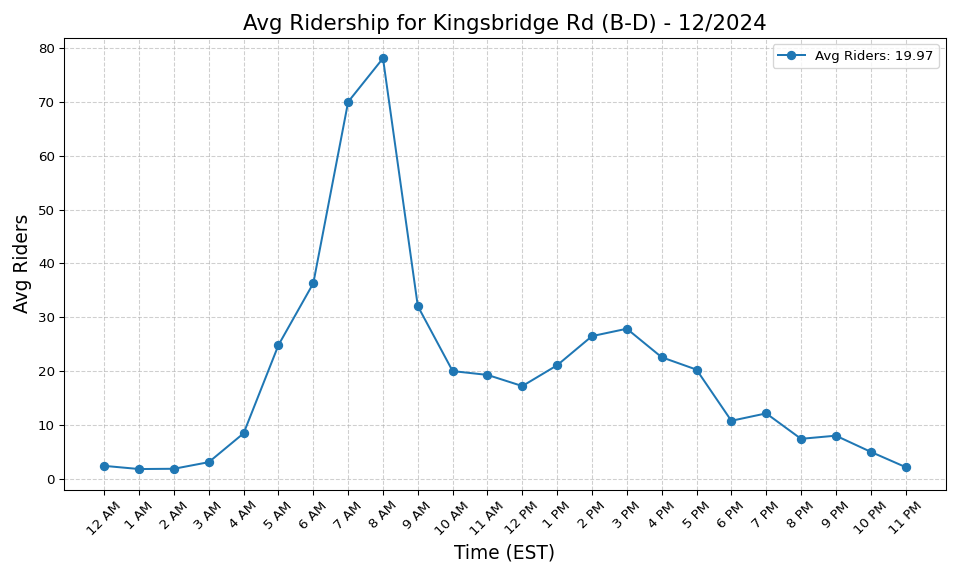 Avg Ridership for Kingsbridge Rd (B-D) - 12/2024
Avg Riders: 19.97
80
70
60
50
40
30
20
10
0
Avg Riders
12 AM
1 AM
2 AM
3 AM
4 AM
5 AM
6 AM
7 AM
8 AM
9 AM
10 AM
11 AM
12 PM
1 PM
2 PM
3 PM
4 PM
5 PM
6 PM
7 PM
8 PM
9 PM
10 PM
11 PM
Time (EST)